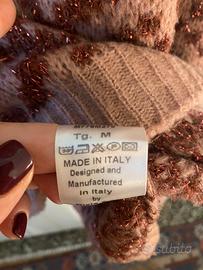 Tg. M
MADE IN ITALY
Designed and
Manufactured
in Italy
by
subito